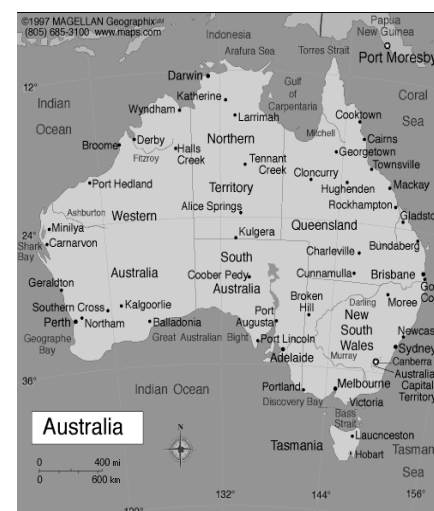 ©1997 MAGELLAN Geographix℠
(805) 685-3100 www.maps.com
Indonesia
Papua
New Guinea
Arafura Sea
Torres Strait
Port Moresby
Darwin
12°
Katherine
Gulf
of
Carpentaria
Coral
Sea
Indian
Ocean
Wyndham
Larrimah
Cooktown
Mitchell
Derby
Northern
Cairns
Broome
Halls
Creek
Georgetown
Fitzroy
Tennant
Creek
Townsville
Cloncurry
Port Hedland
Territory
Hughenden
Mackay
Alice Springs
Rockhampton
Ashburton
Western
Queensland
Minilya
24°
Kulgera
Bundaberg
Shark
Bay
Carnarvon
South
Charleville
Geraldton
Australia
Coober Pedy
Australia
Cunnamulla
Brisbane
Southern Cross
Kalgoorlie
Port
Augusta
Broken
Hill
Darling
Moree
Perth
Northam
Balladonia
New
South
Wales
Geographe
Bay
Great Australian Bight
Port Lincoln
Sydney
Adelaide
Murray
Canberra
Australia
Capital
Territory
36°
Indian Ocean
Portland
Melbourne
Discovery Bay
Victoria
Bass
Strait
Australia
N
Tasmania
Launceston
Tasman
Sea
Hobart
0 400 mi
0 600 km
132°
144°
156°